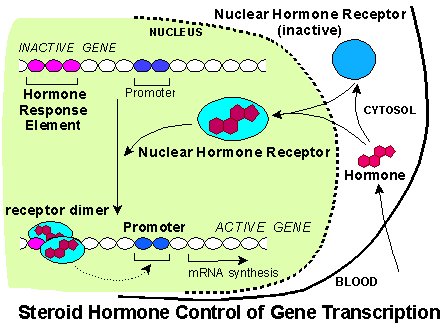 Nuclear Hormone Receptor
(inactive)
NUCLEUS
INACTIVE GENE
Hormone
Response
Element
Promoter
CYTOSOL
Nuclear Hormone Receptor
Hormone
receptor dimer
Promoter
ACTIVE GENE
mRNA synthesis
BLOOD
Steroid Hormone Control of Gene Transcription